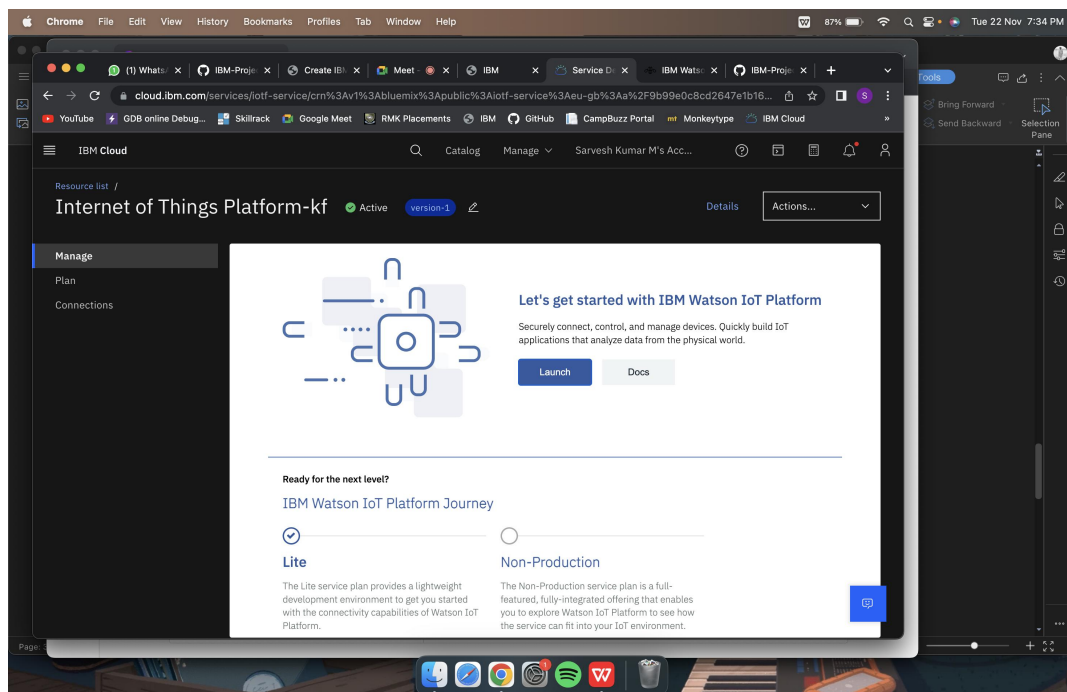 Chrome File Edit View History Bookmarks Profiles Tab Window Help
87%
Tue 22 Nov 7:34 PM
(1) Whats
IBM-Proje
Create IBM
Meet -
IBM
Service De
IBM Watso
IBM-Proje
cloud.ibm.com/services/iotf-service/crn%3Av1%3Abluemix%3Apublic%3Aiotf-service%3Aeu-gb%3Aa%2F9b99e0c8cd2647e1b16...
S
YouTube GDB online Debug... Skillrack Google Meet RMK Placements IBM GitHub CampBuzz Portal mt Monkeytype IBM Cloud »
Tools
Bring Forward
Send Backward
Selection
Pane
IBM Cloud
Catalog
Manage
Sarvesh Kumar M's Acc...
Resource list /
Internet of Things Platform-kf
Active
version-1
Details
Actions...
Manage
Plan
Connections
Let's get started with IBM Watson IoT Platform
Securely connect, control, and manage devices. Quickly build IoT
applications that analyze data from the physical world.
Launch
Docs
Ready for the next level?
IBM Watson IoT Platform Journey
Lite
The Lite service plan provides a lightweight
development environment to get you started
with the connectivity capabilities of Watson IoT
Platform.
Non-Production
The Non-Production service plan is a full-
featured, fully-integrated offering that enables
you to explore Watson IoT Platform to see how
the service can fit into your IoT environment.
Page:
1